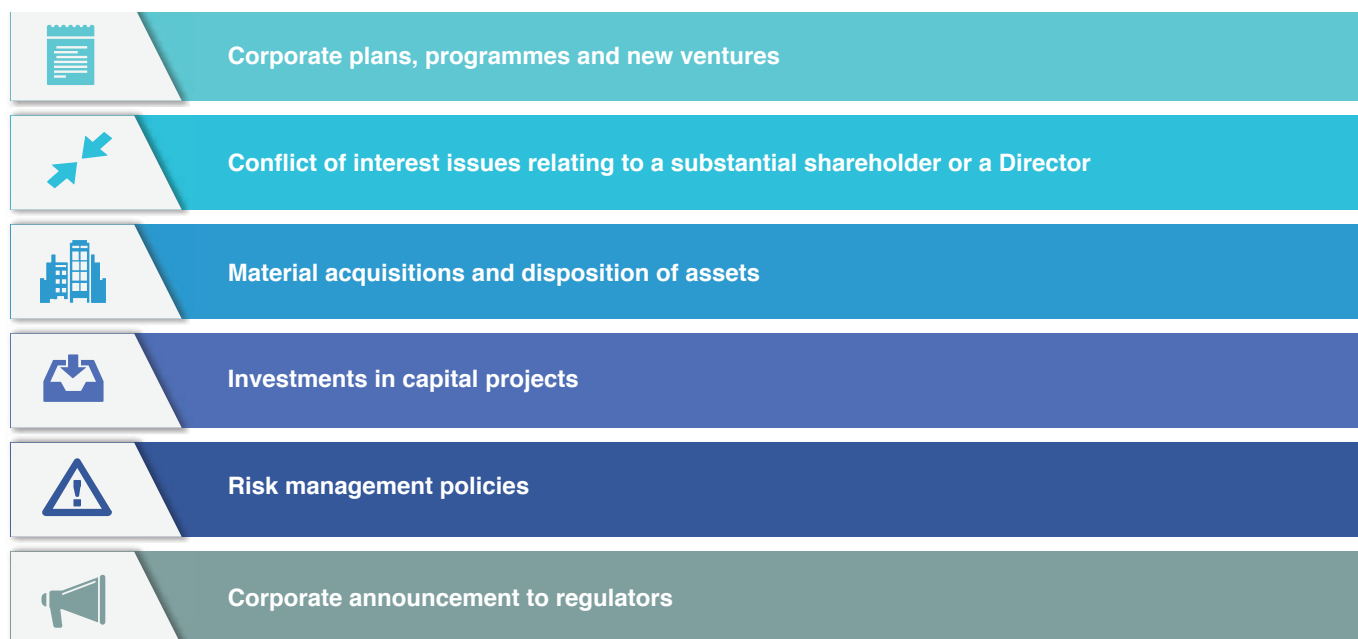 Corporate plans, programmes and new ventures
Conflict of interest issues relating to a substantial shareholder or a Director
Material acquisitions and disposition of assets
Investments in capital projects
Risk management policies
Corporate announcement to regulators